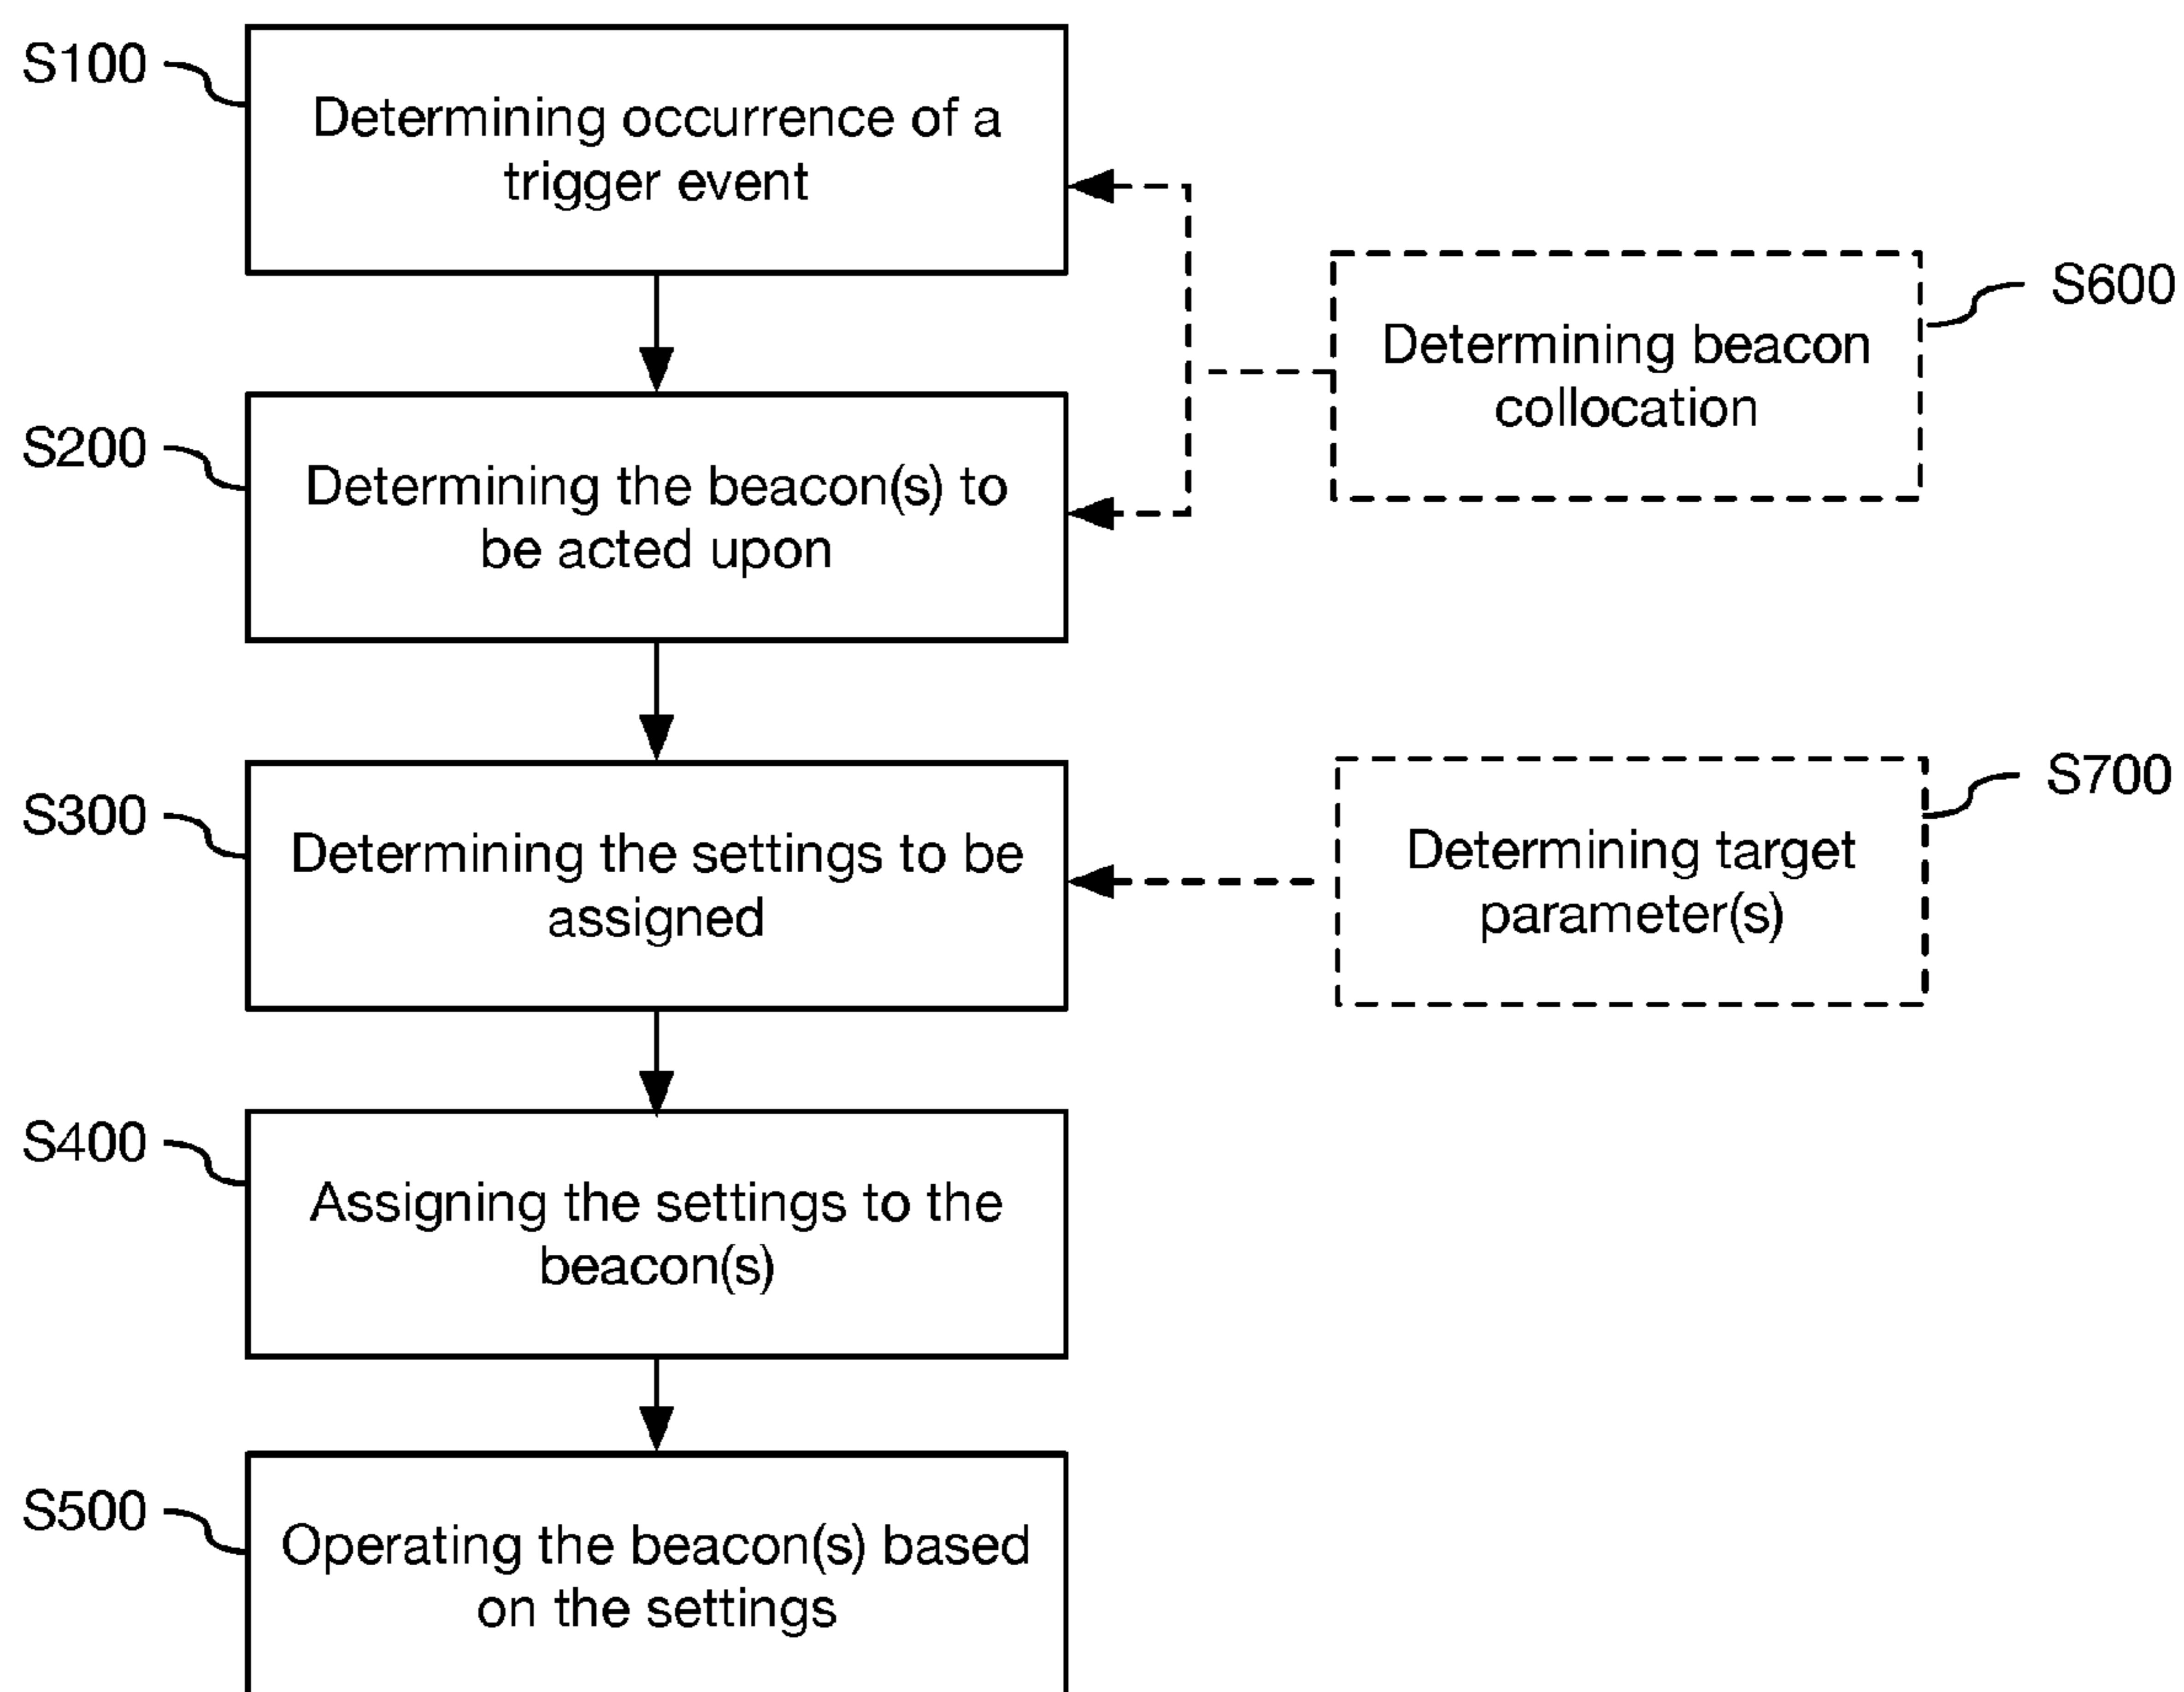 S100
Determining occurrence of a
trigger event
S600
Determining beacon
collocation
S200
Determining the beacon(s) to
be acted upon
S700
S300
Determining the settings to be
assigned
Determining target
parameter(s)
S400
Assigning the settings to the
beacon(s)
S500
Operating the beacon(s) based
on the settings